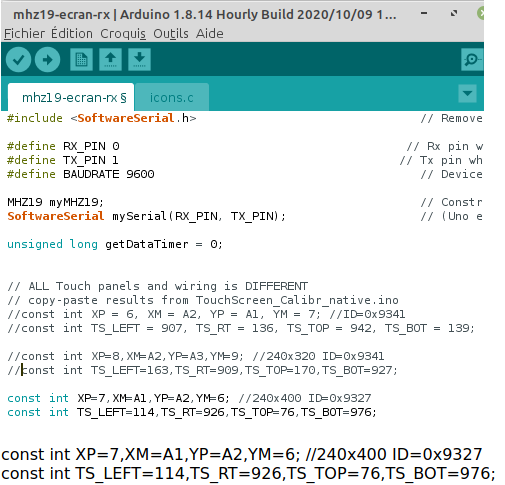 mhz19-ecran-rx | Arduino 1.8.14 Hourly Build 2020/10/09 1...
Fichier Édition Croquis Outils Aide
mhz19-ecran-rx § icons.c
#include <SoftwareSerial.h> // Remove
#define RX_PIN 0 // Rx pin w
#define TX_PIN 1 // Tx pin wh
#define BAUDRATE 9600 // Device
MHZ19 myMHZ19; // Constr
SoftwareSerial mySerial(RX_PIN, TX_PIN); // (Uno e
unsigned long getDataTimer = 0;
// ALL Touch panels and wiring is DIFFERENT
// copy-paste results from TouchScreen_Calibr_native.ino
//const int XP = 6, XM = A2, YP = A1, YM = 7; //ID=0x9341
//const int TS_LEFT = 907, TS_RT = 136, TS_TOP = 942, TS_BOT = 139;
//const int XP=8,XM=A2,YP=A3,YM=9; //240x320 ID=0x9341
//const int TS_LEFT=163,TS_RT=909,TS_TOP=170,TS_BOT=927;
const int XP=7,XM=A1,YP=A2,YM=6; //240x400 ID=0x9327
const int TS_LEFT=114,TS_RT=926,TS_TOP=76,TS_BOT=976;
const int XP=7,XM=A1,YP=A2,YM=6; //240x400 ID=0x9327
const int TS_LEFT=114,TS_RT=926,TS_TOP=76,TS_BOT=976;